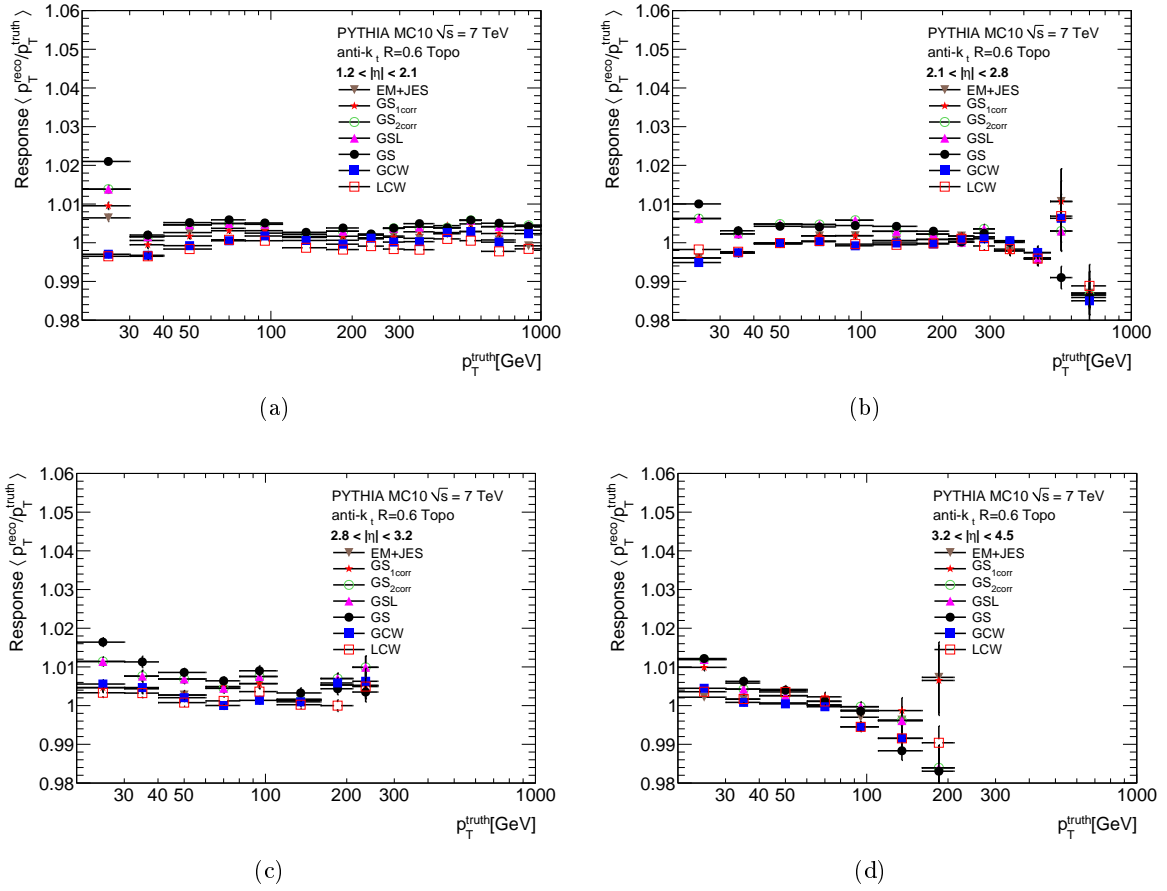 Response ⟨ p_T^reco/p_T^truth ⟩
1.06
1.05
1.04
1.03
1.02
1.01
1
0.99
0.98
PYTHIA MC10 √s = 7 TeV
anti-k_t R=0.6 Topo
1.2 < |η| < 2.1
EM+JES
GS_1corr
GS_2corr
GSL
GS
GCW
LCW
30 40 50 100 200 300 1000
p_T^truth[GeV]
(a)
Response ⟨ p_T^reco/p_T^truth ⟩
1.06
1.05
1.04
1.03
1.02
1.01
1
0.99
0.98
PYTHIA MC10 √s = 7 TeV
anti-k_t R=0.6 Topo
2.1 < |η| < 2.8
EM+JES
GS_1corr
GS_2corr
GSL
GS
GCW
LCW
30 40 50 100 200 300 1000
p_T^truth[GeV]
(b)
Response ⟨ p_T^reco/p_T^truth ⟩
1.06
1.05
1.04
1.03
1.02
1.01
1
0.99
0.98
PYTHIA MC10 √s = 7 TeV
anti-k_t R=0.6 Topo
2.8 < |η| < 3.2
EM+JES
GS_1corr
GS_2corr
GSL
GS
GCW
LCW
30 40 50 100 200 300 1000
p_T^truth[GeV]
(c)
Response ⟨ p_T^reco/p_T^truth ⟩
1.06
1.05
1.04
1.03
1.02
1.01
1
0.99
0.98
PYTHIA MC10 √s = 7 TeV
anti-k_t R=0.6 Topo
3.2 < |η| < 4.5
EM+JES
GS_1corr
GS_2corr
GSL
GS
GCW
LCW
30 40 50 100 200 300 1000
p_T^truth[GeV]
(d)